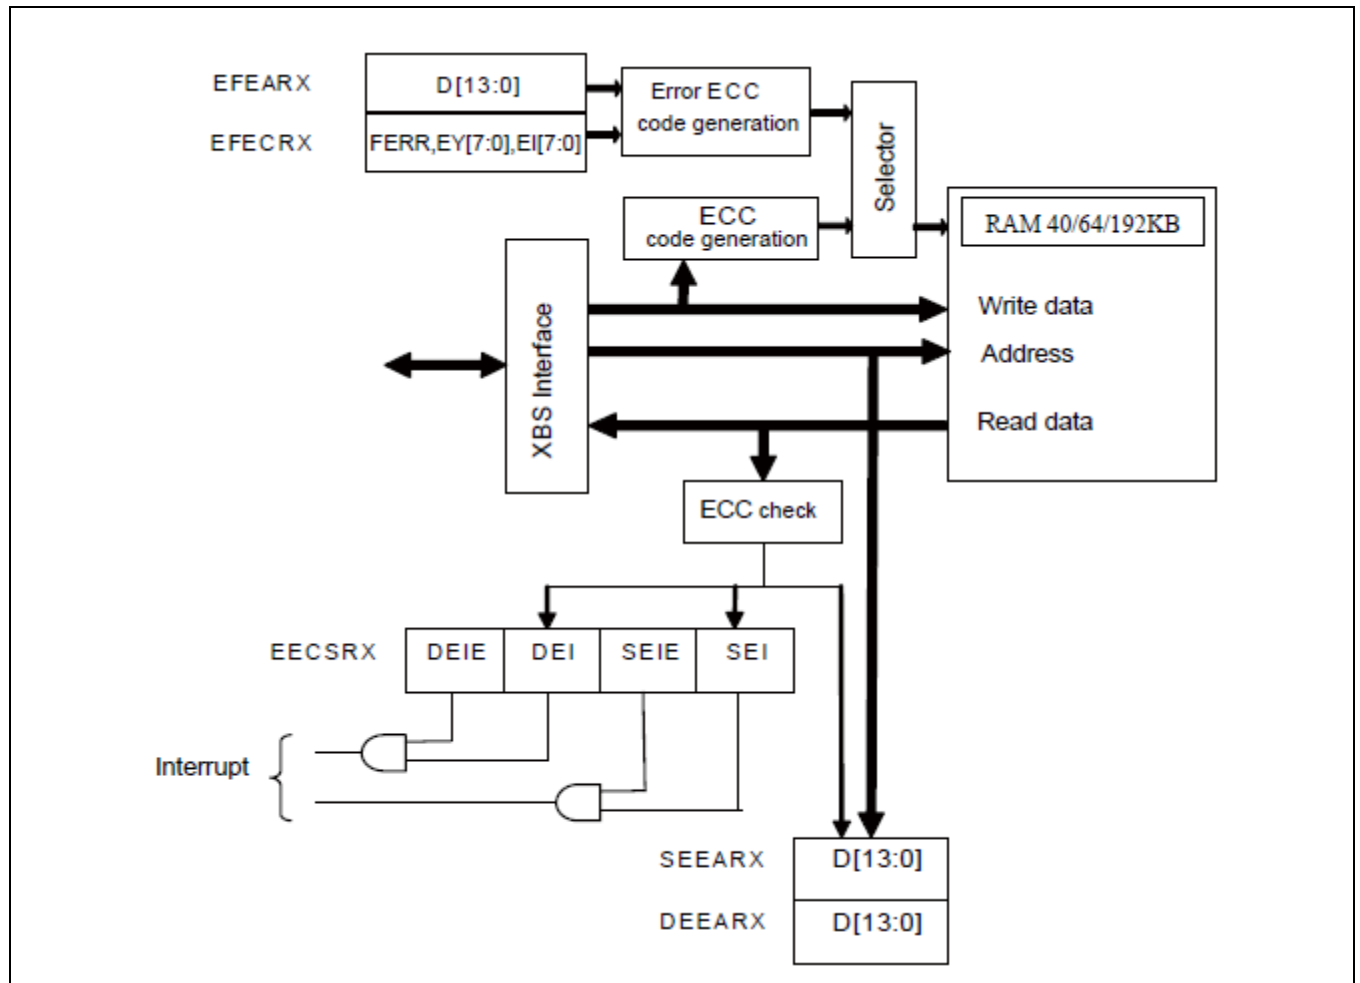 EFEARX
D[13:0]
EFECRX
FERR,EY[7:0],EI[7:0]
Error ECC
code generation
Selector
ECC
code generation
RAM 40/64/192KB
XBS Interface
Write data
Address
Read data
ECC check
EECSRX
DEIE
DEI
SEIE
SEI
Interrupt
SEEARX
D[13:0]
DEEARX
D[13:0]